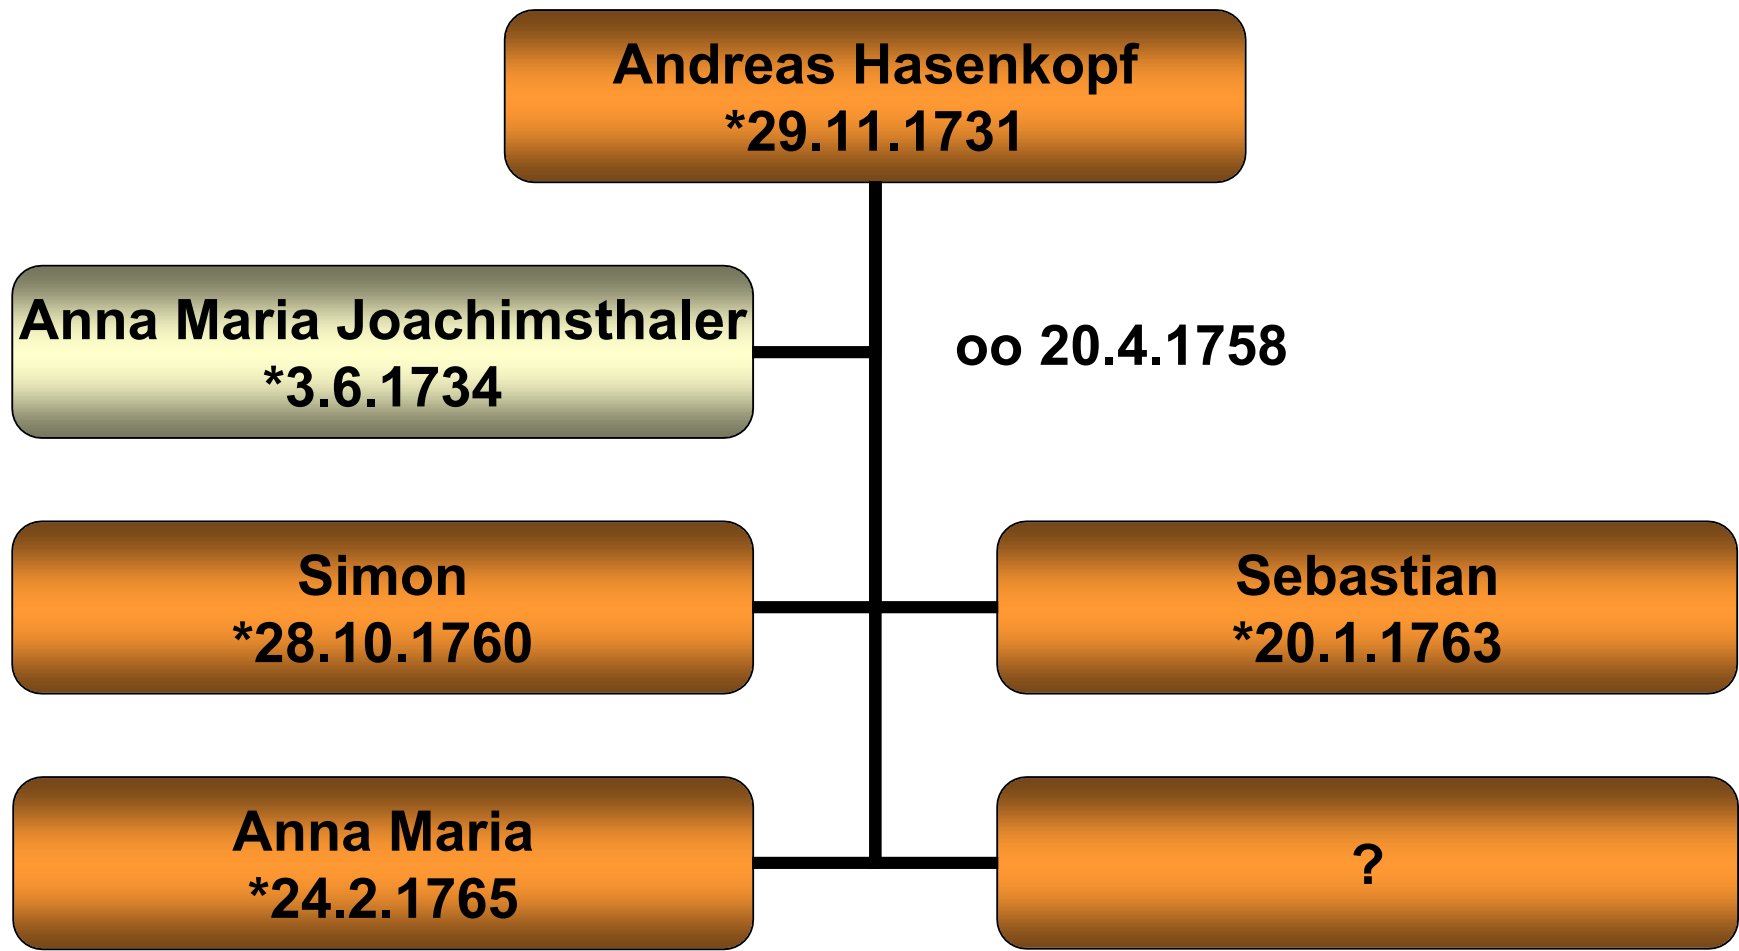 Andreas Hasenkopf
*29.11.1731
Anna Maria Joachimsthaler
*3.6.1734
oo 20.4.1758
Simon
*28.10.1760
Sebastian
*20.1.1763
Anna Maria
*24.2.1765
?